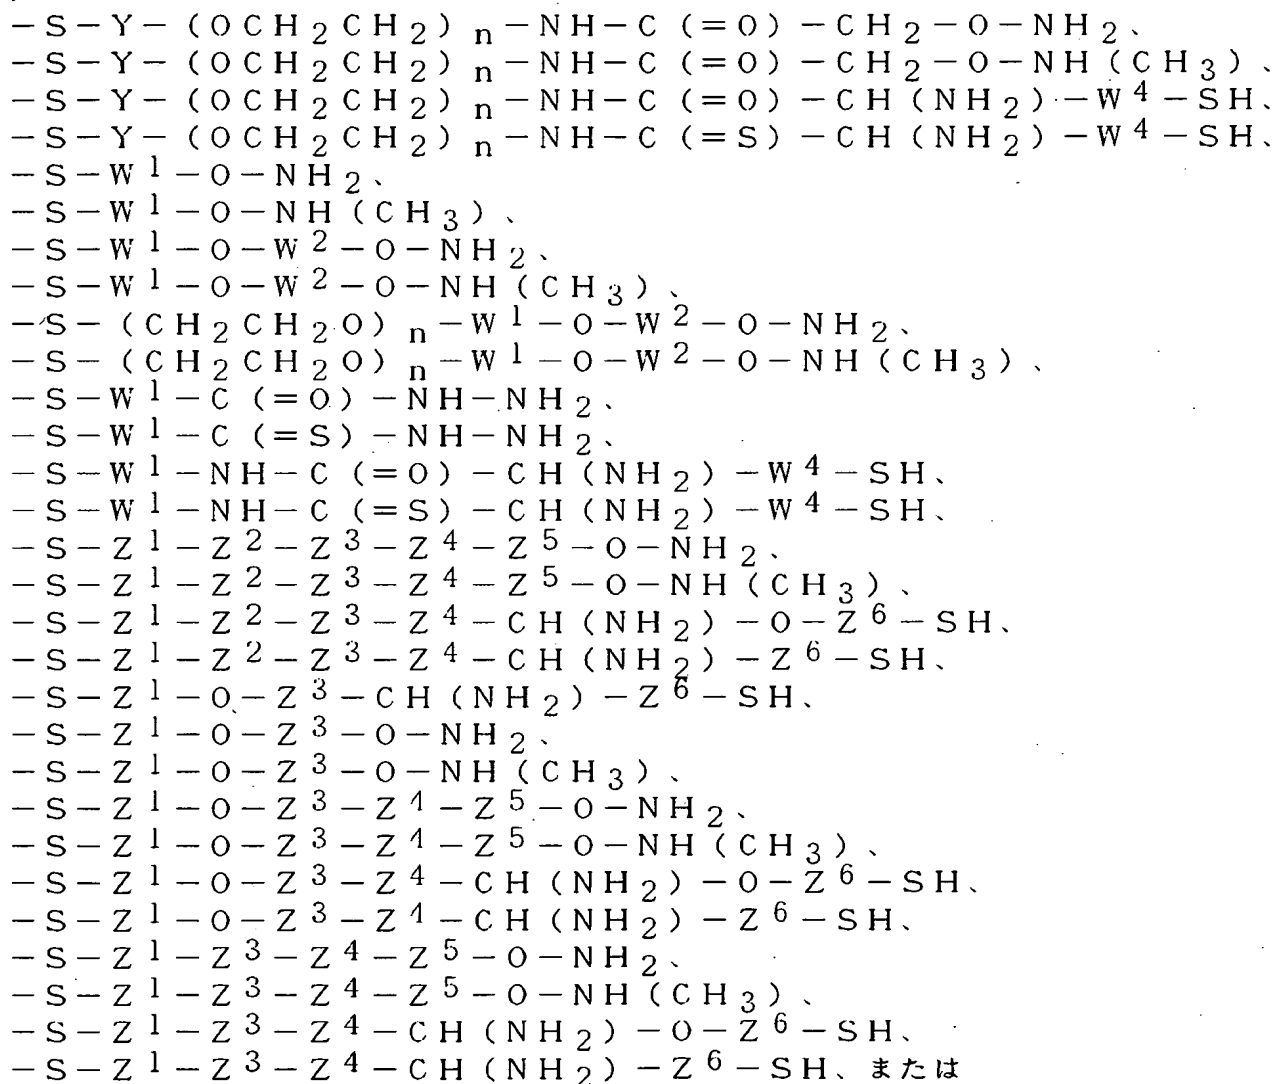 －S－Y－(OCH₂CH₂)ₙ－NH－C(=O)－CH₂－O－NH₂、
－S－Y－(OCH₂CH₂)ₙ－NH－C(=O)－CH₂－O－NH(CH₃)、
－S－Y－(OCH₂CH₂)ₙ－NH－C(=O)－CH(NH₂)－W⁴－SH、
－S－Y－(OCH₂CH₂)ₙ－NH－C(=S)－CH(NH₂)－W⁴－SH、
－S－W¹－O－NH₂、
－S－W¹－O－NH(CH₃)、
－S－W¹－O－W²－O－NH₂、
－S－W¹－O－W²－O－NH(CH₃)、
－S－(CH₂CH₂O)ₙ－W¹－O－W²－O－NH₂、
－S－(CH₂CH₂O)ₙ－W¹－O－W²－O－NH(CH₃)、
－S－W¹－C(=O)－NH－NH₂、
－S－W¹－C(=S)－NH－NH₂、
－S－W¹－NH－C(=O)－CH(NH₂)－W⁴－SH、
－S－W¹－NH－C(=S)－CH(NH₂)－W⁴－SH、
－S－Z¹－Z²－Z³－Z⁴－Z⁵－O－NH₂、
－S－Z¹－Z²－Z³－Z⁴－Z⁵－O－NH(CH₃)、
－S－Z¹－Z²－Z³－Z⁴－CH(NH₂)－O－Z⁶－SH、
－S－Z¹－Z²－Z³－Z⁴－CH(NH₂)－Z⁶－SH、
－S－Z¹－O－Z³－CH(NH₂)－Z⁶－SH、
－S－Z¹－O－Z³－O－NH₂、
－S－Z¹－O－Z³－O－NH(CH₃)、
－S－Z¹－O－Z³－Z⁴－Z⁵－O－NH₂、
－S－Z¹－O－Z³－Z⁴－Z⁵－O－NH(CH₃)、
－S－Z¹－O－Z³－Z⁴－CH(NH₂)－O－Z⁶－SH、
－S－Z¹－O－Z³－Z⁴－CH(NH₂)－Z⁶－SH、
－S－Z¹－Z³－Z⁴－Z⁵－O－NH₂、
－S－Z¹－Z³－Z⁴－Z⁵－O－NH(CH₃)、
－S－Z¹－Z³－Z⁴－CH(NH₂)－O－Z⁶－SH、
－S－Z¹－Z³－Z⁴－CH(NH₂)－Z⁶－SH、または